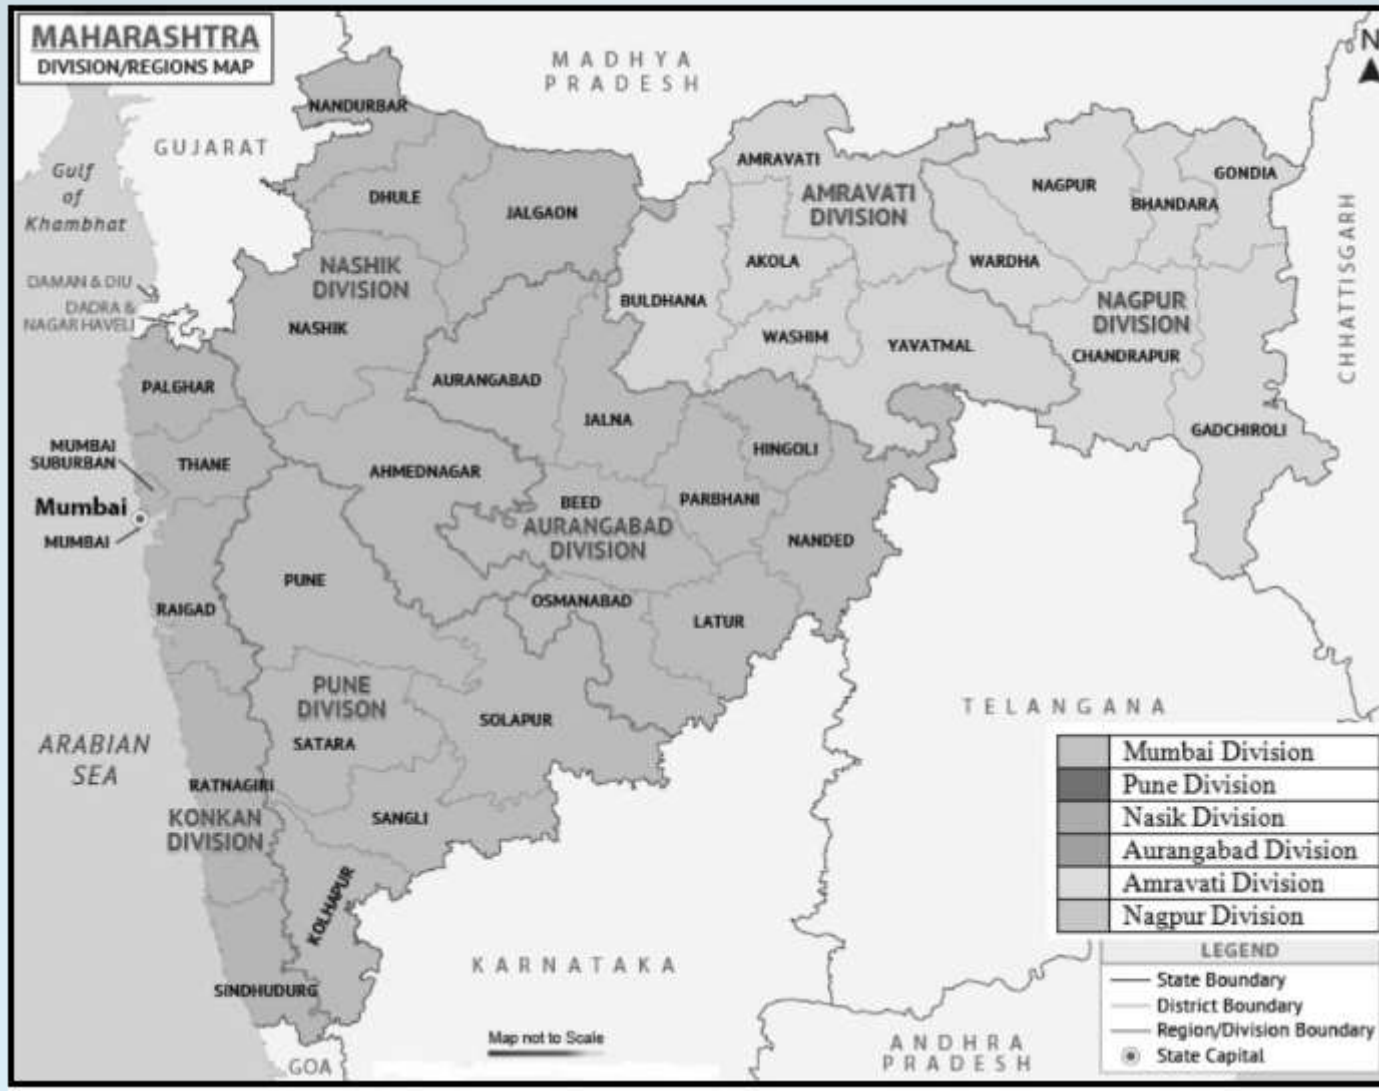 MAHARASHTRA
DIVISION/REGIONS MAP
MADHYA
PRADESH
N
NANDURBAR
GUJARAT
Gulf
of
Khambhat
AMRAVATI
GONDIA
NAGPUR
BHANDARA
DHULE
JALGAON
AMRAVATI
DIVISION
CHHATTISGARH
AKOLA
WARDHA
NASHIK
DIVISION
DAMAN & DIU
DADRA &
NAGAR HAVELI
BULDHANA
NAGPUR
DIVISION
NASHIK
WASHIM
YAVATMAL
CHANDRAPUR
PALGHAR
AURANGABAD
JALNA
GADCHIROLI
MUMBAI
SUBURBAN
THANE
AHMEDNAGAR
HINGOLI
PARBHANI
BEED
Mumbai
AURANGABAD
DIVISION
MUMBAI
NANDED
PUNE
RAIGAD
OSMANABAD
LATUR
PUNE
DIVISON
SOLAPUR
TELANGANA
ARABIAN
SEA
SATARA
RATNAGIRI
KONKAN
DIVISION
SANGLI
KOLHAPUR
SINDHUDURG
KARNATAKA
Mumbai Division
Pune Division
Nasik Division
Aurangabad Division
Amravati Division
Nagpur Division
LEGEND
State Boundary
District Boundary
Region/Division Boundary
State Capital
Map not to Scale
ANDHRA
PRADESH
GOA